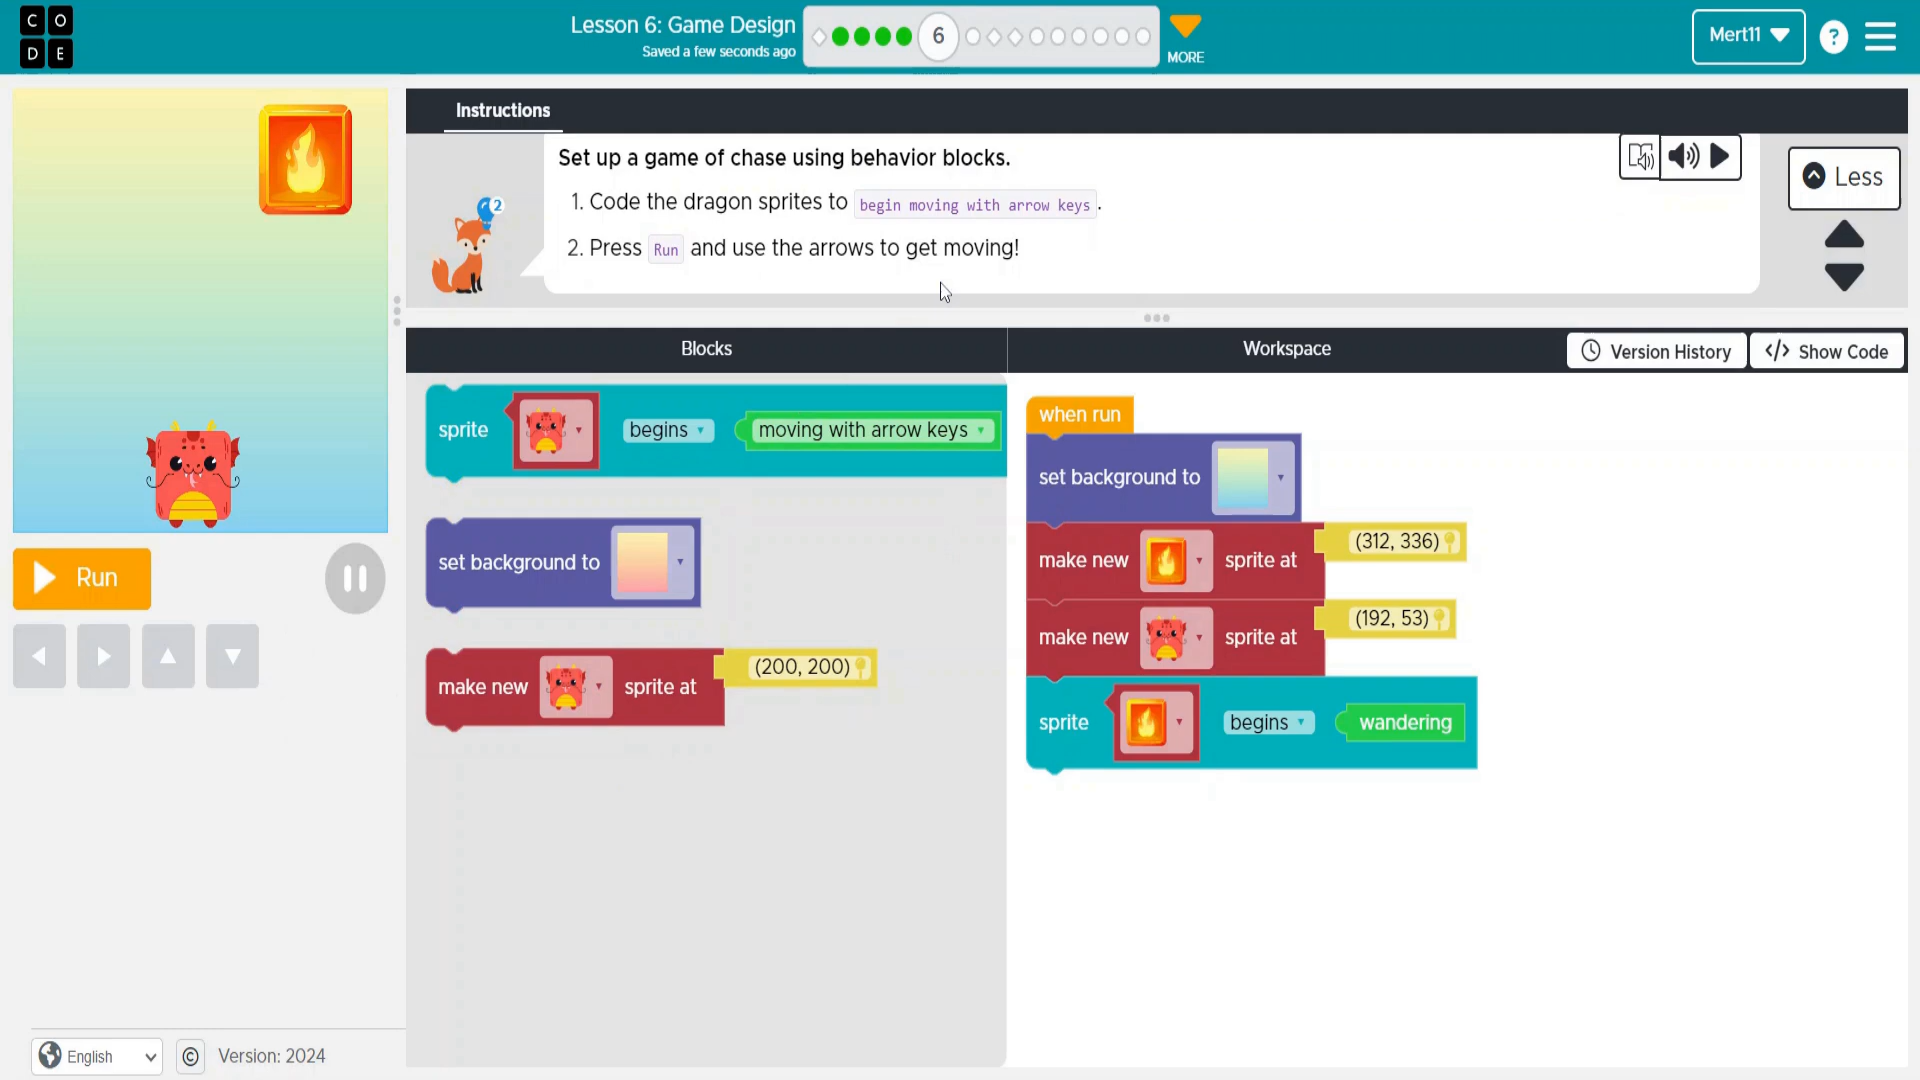 C O
D E
Lesson 6: Game Design
Saved a few seconds ago
6
MORE
Mert11
?
Instructions
Set up a game of chase using behavior blocks.
1. Code the dragon sprites to begin moving with arrow keys.
2. Press Run and use the arrows to get moving!
2
Less
Run
Blocks
Workspace
Version History
</> Show Code
sprite begins moving with arrow keys
set background to
make new sprite at (200, 200)
when run
set background to
make new sprite at (312, 336)
make new sprite at (192, 53)
sprite begins wandering
English
©
Version: 2024